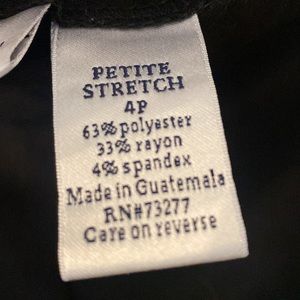 PETITE
STRETCH
4P
63% polyester
33% rayon
4% spandex
Made in Guatemala
RN#73277
Care on reverse